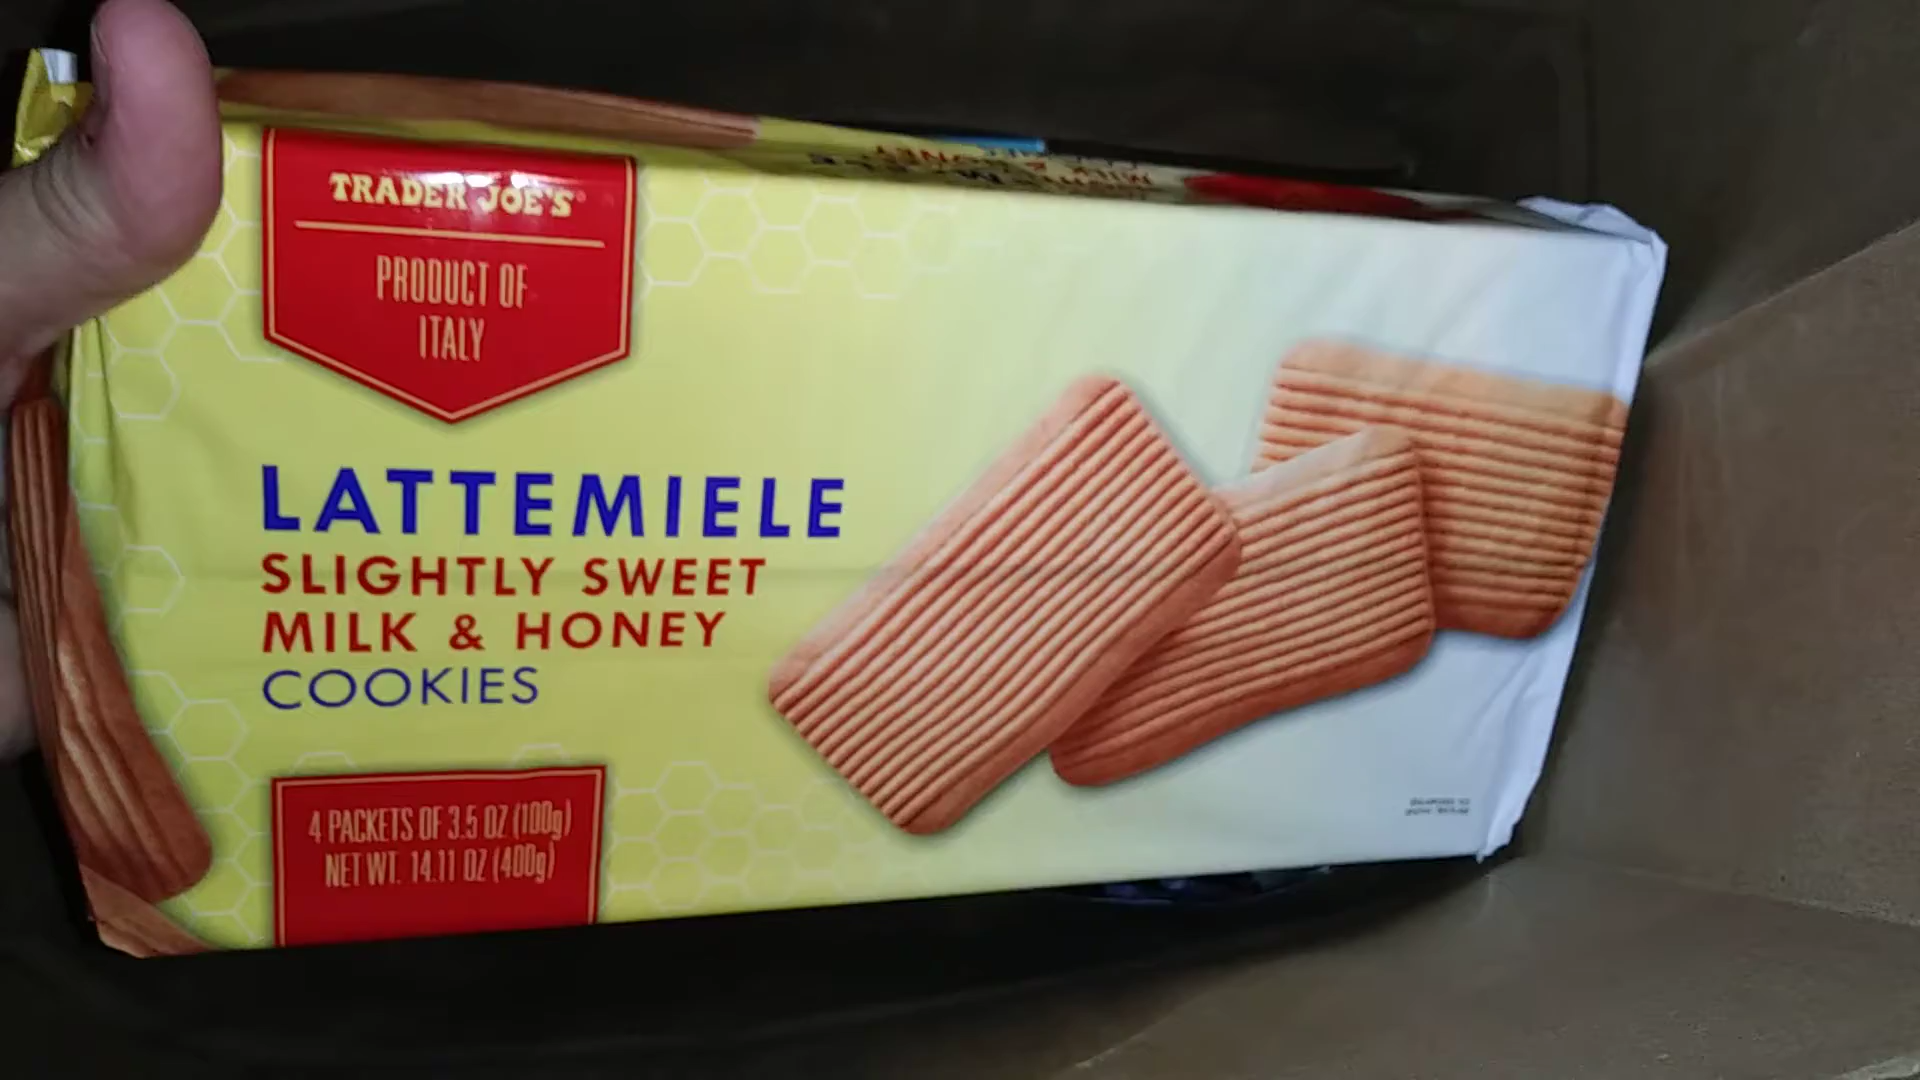 TRADER JOE'S
PRODUCT OF
ITALY
LATTEMIELE
SLIGHTLY SWEET
MILK & HONEY
COOKIES
4 PACKETS OF 3.5 OZ (100g)
NET WT. 14.11 OZ (400g)